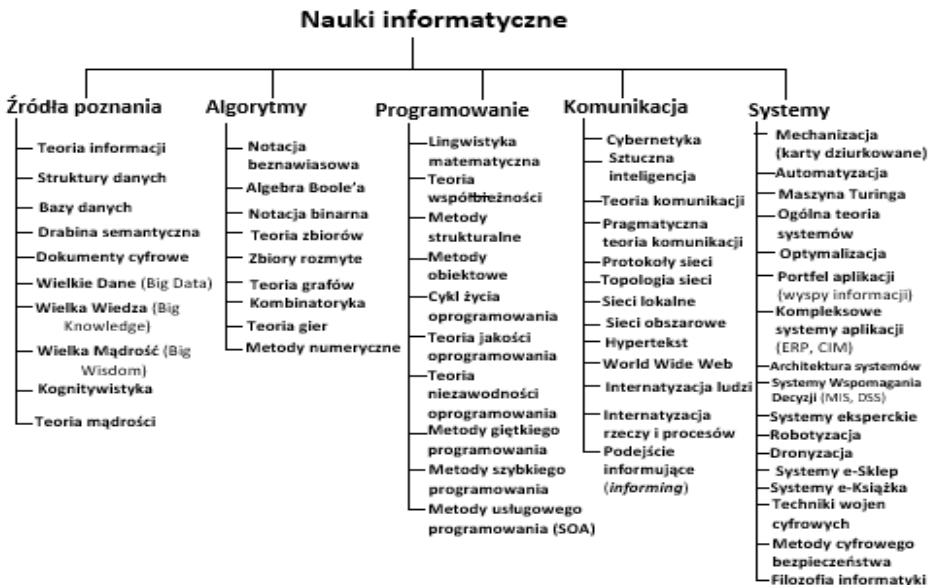 Nauki informatyczne
Źródła poznania
Teoria informacji
Struktury danych
Bazy danych
Drabina semantyczna
Dokumenty cyfrowe
Wielkie Dane (Big Data)
Wielka Wiedza (Big
Knowledge)
Wielka Mądrość (Big
Wisdom)
Kognitywistyka
Teoria mądrości
Algorytmy
Notacja
beznawiasowa
Algebra Boole'a
Notacja binarna
Teoria zbiorów
Zbiory rozmyte
Teoria grafów
Kombinatoryka
Teoria gier
Metody numeryczne
Programowanie
Lingwistyka
matematyczna
Teoria
współbieżności
Metody
strukturalne
Metody
obiektowe
Cykl życia
oprogramowania
Teoria jakości
oprogramowania
Teoria
niezawodności
oprogramowania
Metody giętkiego
programowania
Metody szybkiego
programowania
Metody usługowego
programowania (SOA)
Komunikacja
Cybernetyka
Sztuczna
inteligencja
Teoria komunikacji
Pragmatyczna
teoria komunikacji
Protokoły sieci
Topologia sieci
Sieci lokalne
Sieci obszarowe
Hypertekst
World Wide Web
Internatyzacja ludzi
Internatyzacja
rzeczy i procesów
Podejście
informujące
(informing)
Systemy
Mechanizacja
(karty dziurkowane)
Automatyzacja
Maszyna Turinga
Ogólna teoria
systemów
Optymalizacja
Portfel aplikacji
(wyspy informacji)
Kompleksowe
systemy aplikacji
(ERP, CIM)
Architektura systemów
Systemy Wspomagania
Decyzji (MIS, DSS)
Systemy eksperckie
Robotyzacja
Dronyzacja
Systemy e-Sklep
Systemy e-Książka
Techniki wojen
cyfrowych
Metody cyfrowego
bezpieczeństwa
Filozofia informatyki